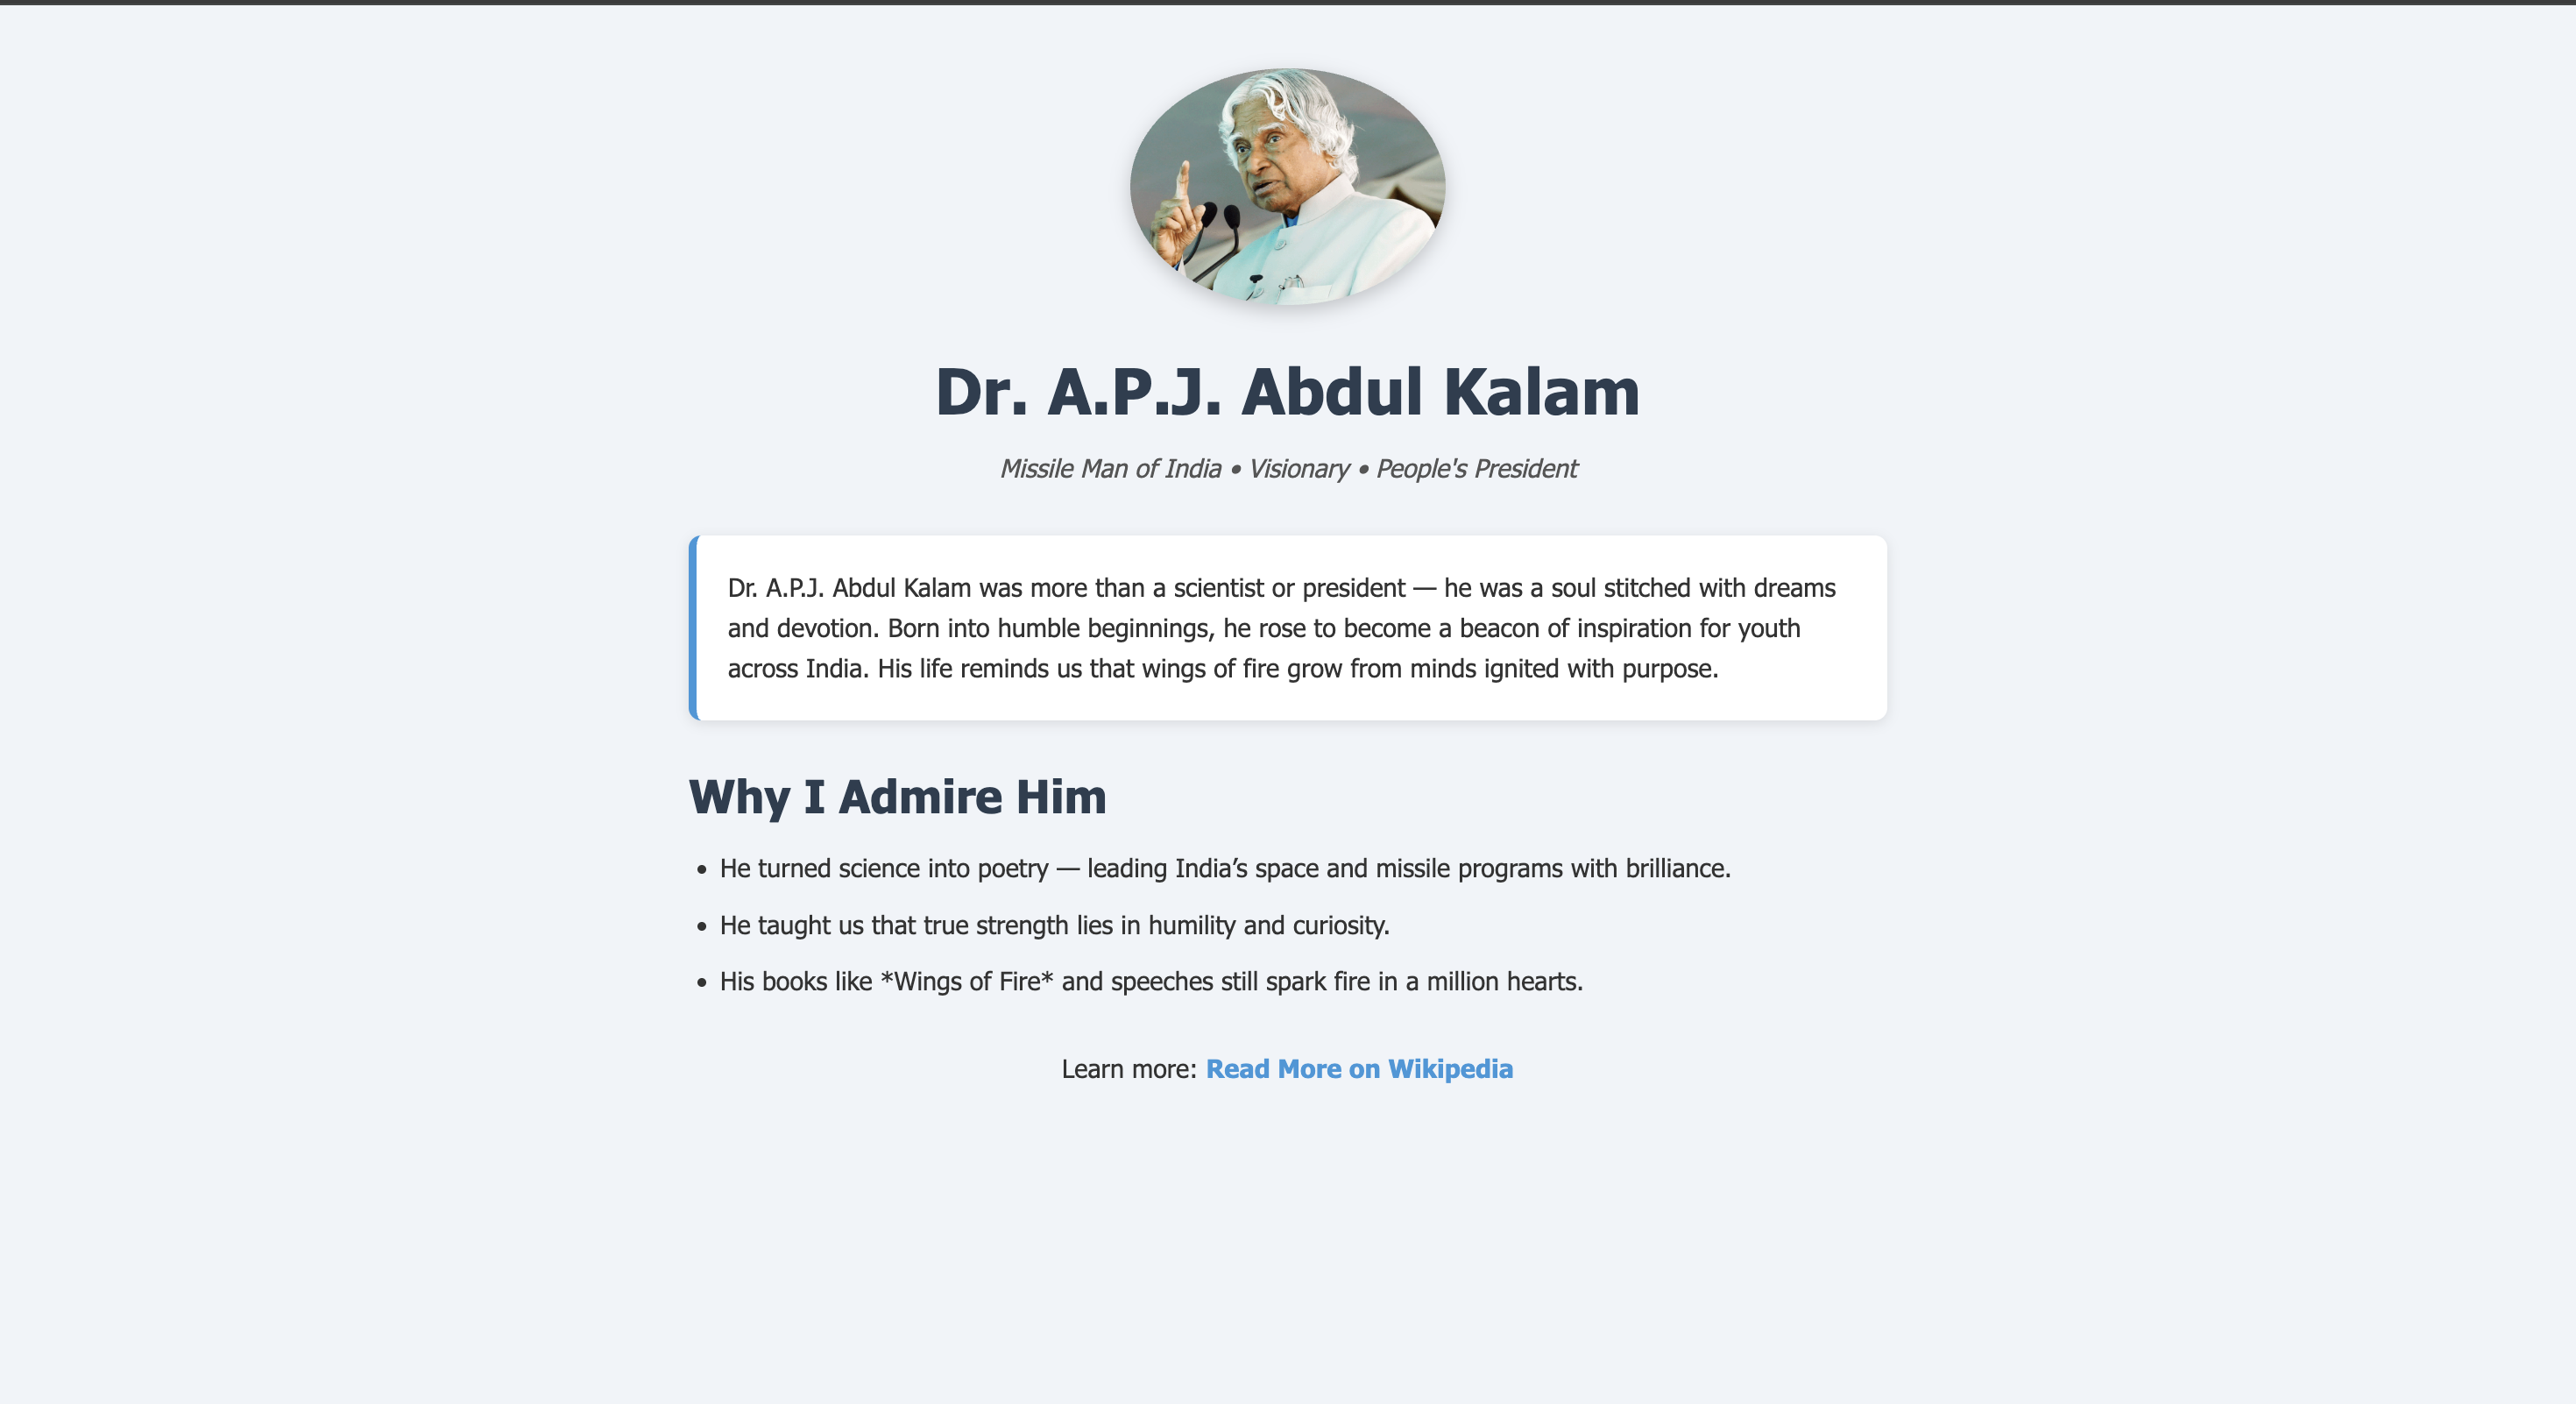 Dr. A.P.J. Abdul Kalam
Missile Man of India • Visionary • People's President
Dr. A.P.J. Abdul Kalam was more than a scientist or president — he was a soul stitched with dreams
and devotion. Born into humble beginnings, he rose to become a beacon of inspiration for youth
across India. His life reminds us that wings of fire grow from minds ignited with purpose.
Why I Admire Him
• He turned science into poetry — leading India’s space and missile programs with brilliance.
• He taught us that true strength lies in humility and curiosity.
• His books like *Wings of Fire* and speeches still spark fire in a million hearts.
Learn more: Read More on Wikipedia